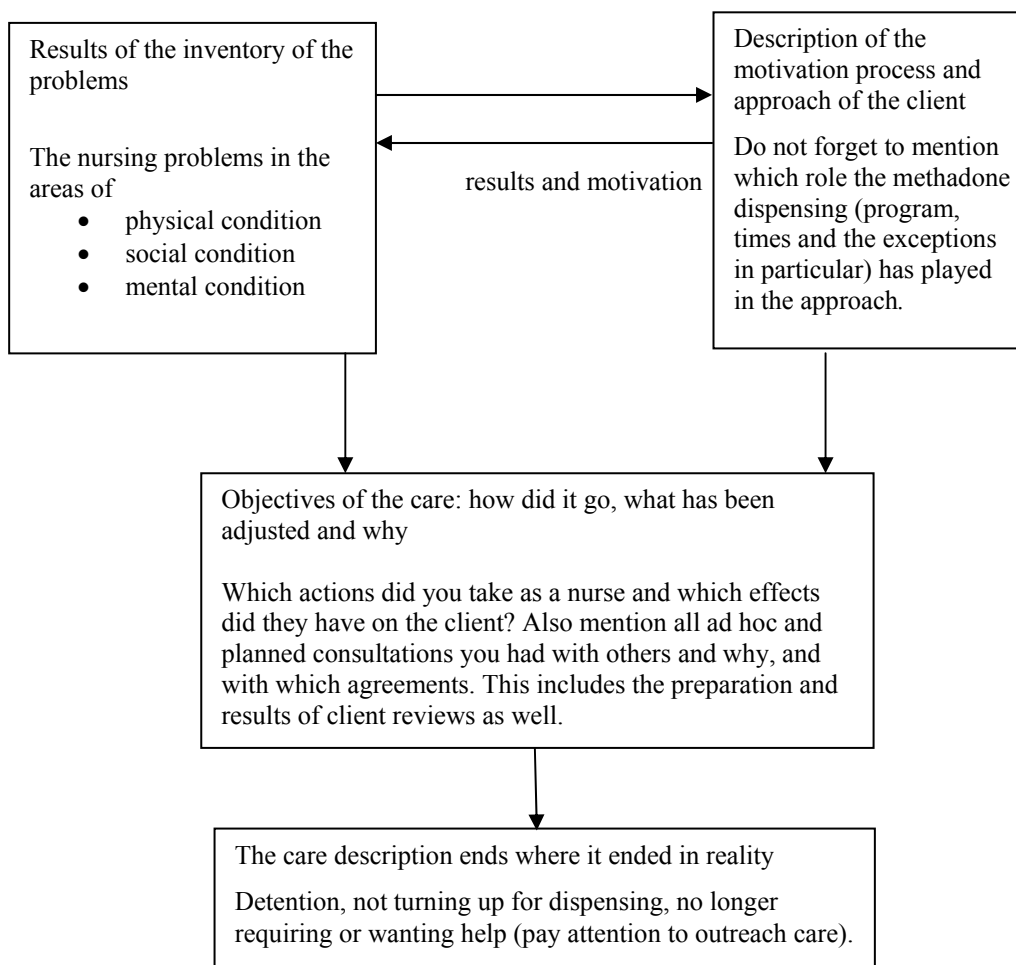 Results of the inventory of the
problems
The nursing problems in the
areas of
• physical condition
• social condition
• mental condition
Description of the
motivation process and
approach of the client
Do not forget to mention
which role the methadone
dispensing (program,
times and the exceptions
in particular) has played
in the approach.
results and motivation
Objectives of the care: how did it go, what has been
adjusted and why
Which actions did you take as a nurse and which effects
did they have on the client? Also mention all ad hoc and
planned consultations you had with others and why, and
with which agreements. This includes the preparation and
results of client reviews as well.
The care description ends where it ended in reality
Detention, not turning up for dispensing, no longer
requiring or wanting help (pay attention to outreach care).